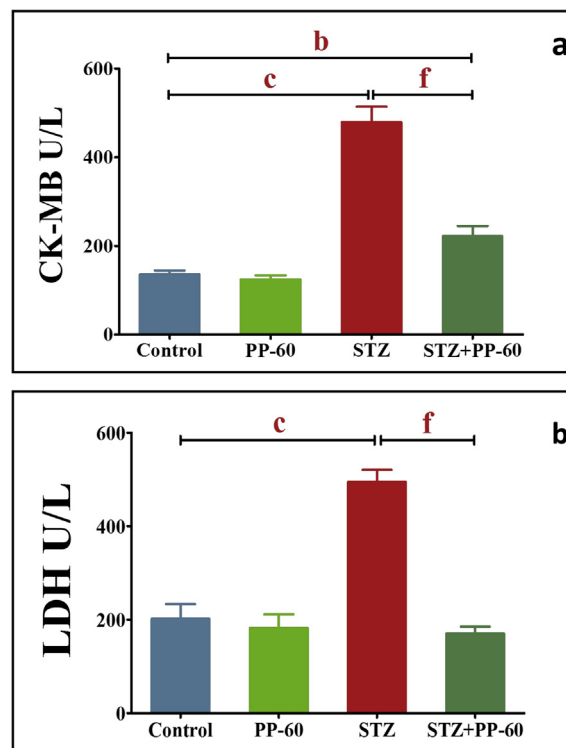 a
b
c f
CK-MB U/L
600
400
200
0
Control PP-60 STZ STZ+PP-60
b
c f
LDH U/L
600
400
200
0
Control PP-60 STZ STZ+PP-60